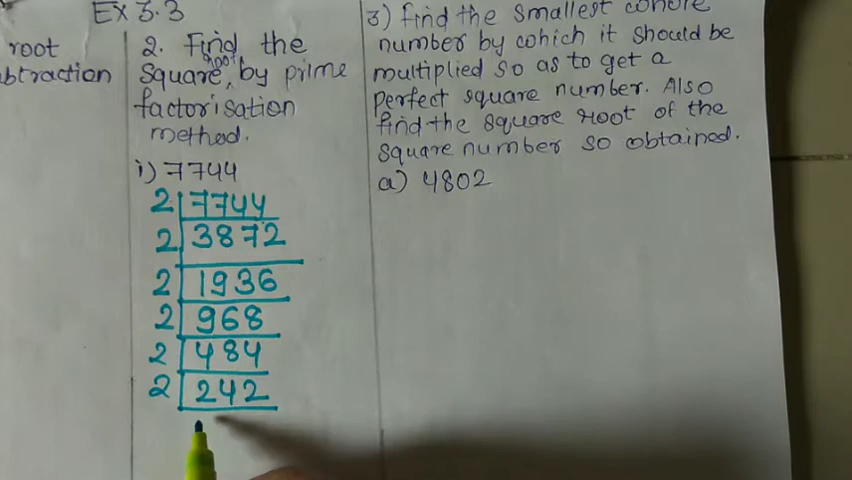 Ex 3.3
root
btraction
2. Find the
Square root, by prime
factorisation
method.
i) 7744
2 | 7744
2 | 3872
2 | 1936
2 | 968
2 | 484
2 | 242
3) find the smallest whole
number by which it should be
multiplied so as to get a
perfect square number. Also
find the square root of the
square number so obtained.
a) 4802